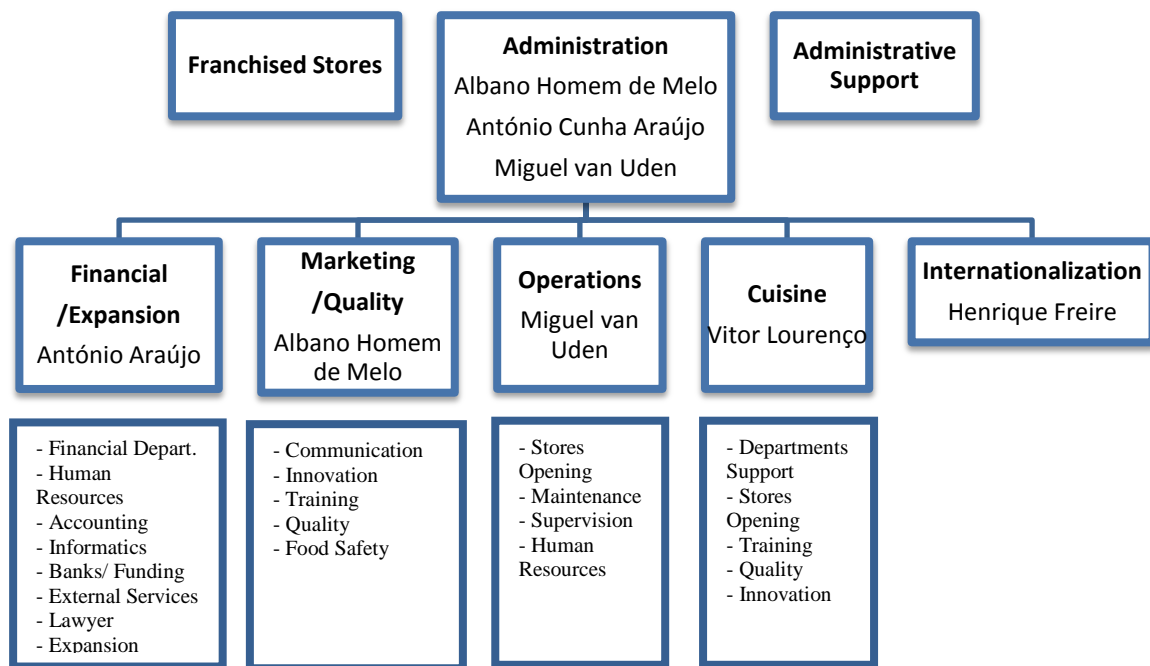 Franchised Stores
Administration
Albano Homem de Melo
António Cunha Araújo
Miguel van Uden
Administrative
Support
Financial
/Expansion
António Araújo
Marketing
/Quality
Albano Homem
de Melo
Operations
Miguel van
Uden
Cuisine
Vitor Lourenço
Internationalization
Henrique Freire
- Financial Depart.
- Human
Resources
- Accounting
- Informatics
- Banks/ Funding
- External Services
- Lawyer
- Expansion
- Communication
- Innovation
- Training
- Quality
- Food Safety
- Stores
Opening
- Maintenance
- Supervision
- Human
Resources
- Departments
Support
- Stores
Opening
- Training
- Quality
- Innovation